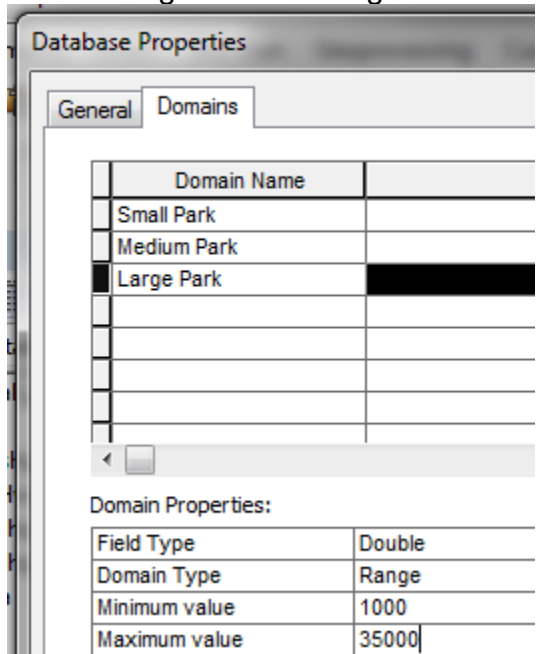 Database Properties
General Domains
Domain Name
Small Park
Medium Park
Large Park
Domain Properties:
Field Type Double
Domain Type Range
Minimum value 1000
Maximum value 35000